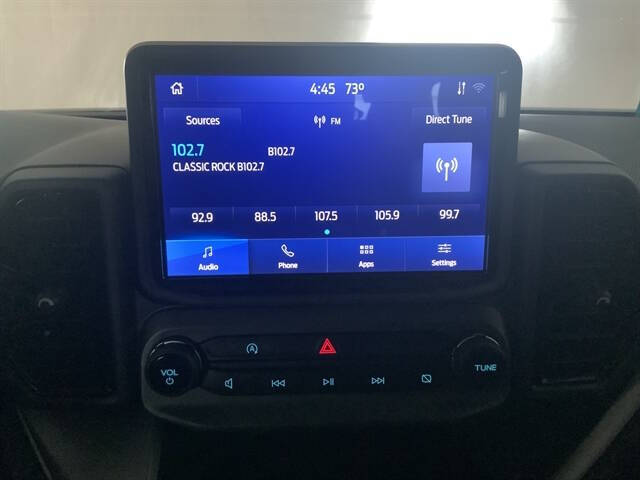 4:45 73°
Sources FM Direct Tune
102.7 B102.7
CLASSIC ROCK B102.7
92.9 88.5 107.5 105.9 99.7
Audio Phone Apps Settings
VOL TUNE